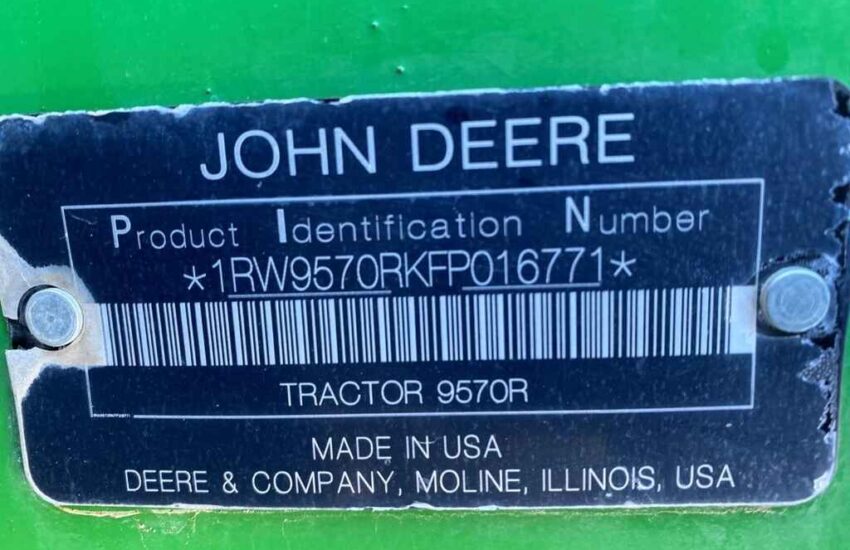 JOHN DEERE
Product Identification Number
*1RW9570RKFP016771*
TRACTOR 9570R
MADE IN USA
DEERE & COMPANY, MOLINE, ILLINOIS, USA